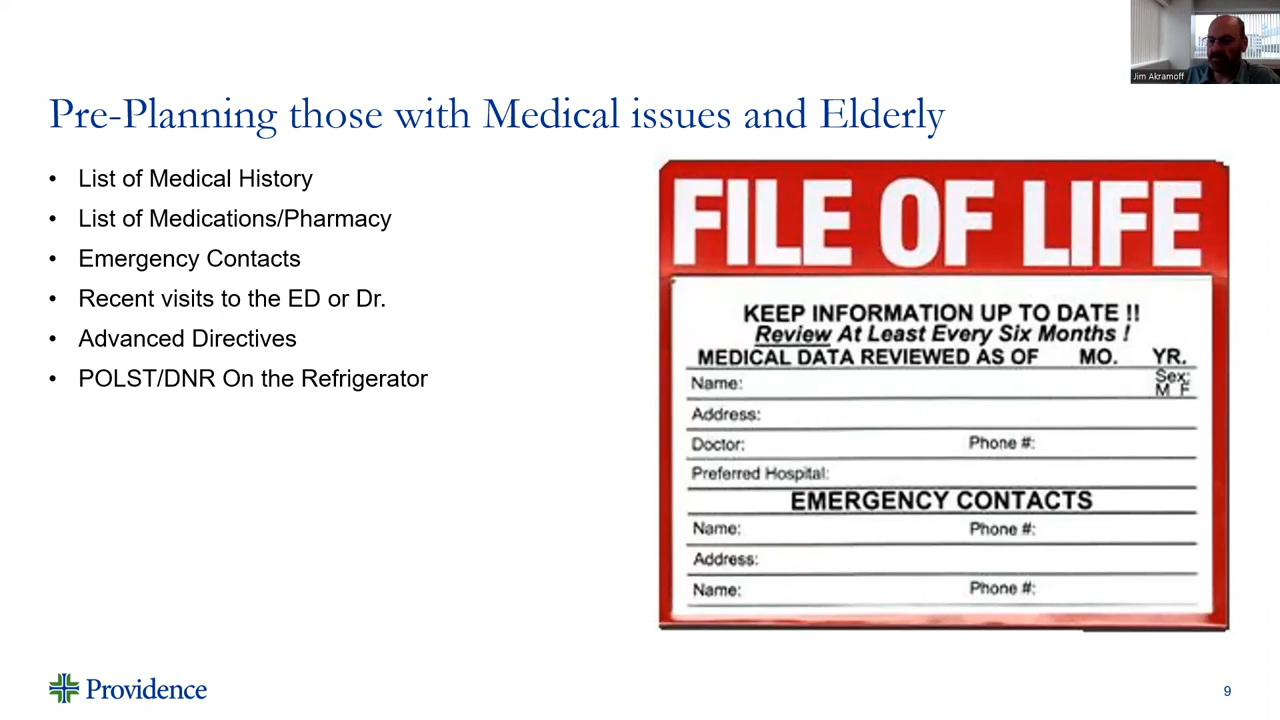 Jim Akramoff
Pre-Planning those with Medical issues and Elderly
• List of Medical History
• List of Medications/Pharmacy
• Emergency Contacts
• Recent visits to the ED or Dr.
• Advanced Directives
• POLST/DNR On the Refrigerator
FILE OF LIFE
KEEP INFORMATION UP TO DATE !!
Review At Least Every Six Months !
MEDICAL DATA REVIEWED AS OF MO. YR.
Name: Sex:
M F
Address:
Doctor: Phone #:
Preferred Hospital:
EMERGENCY CONTACTS
Name: Phone #:
Address:
Name: Phone #:
Providence
9